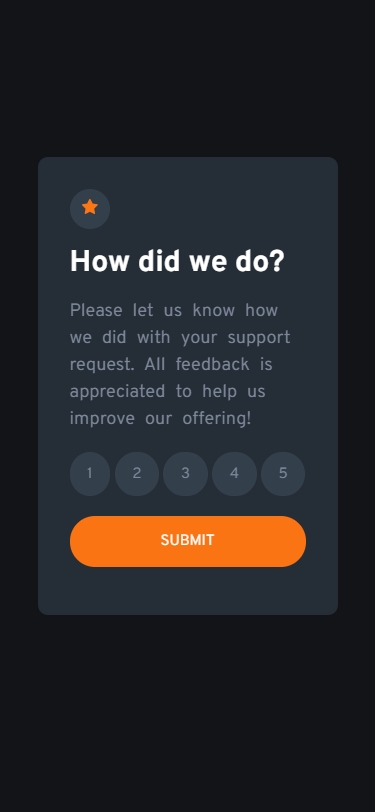 How did we do?
Please let us know how
we did with your support
request. All feedback is
appreciated to help us
improve our offering!
1 2 3 4 5
SUBMIT